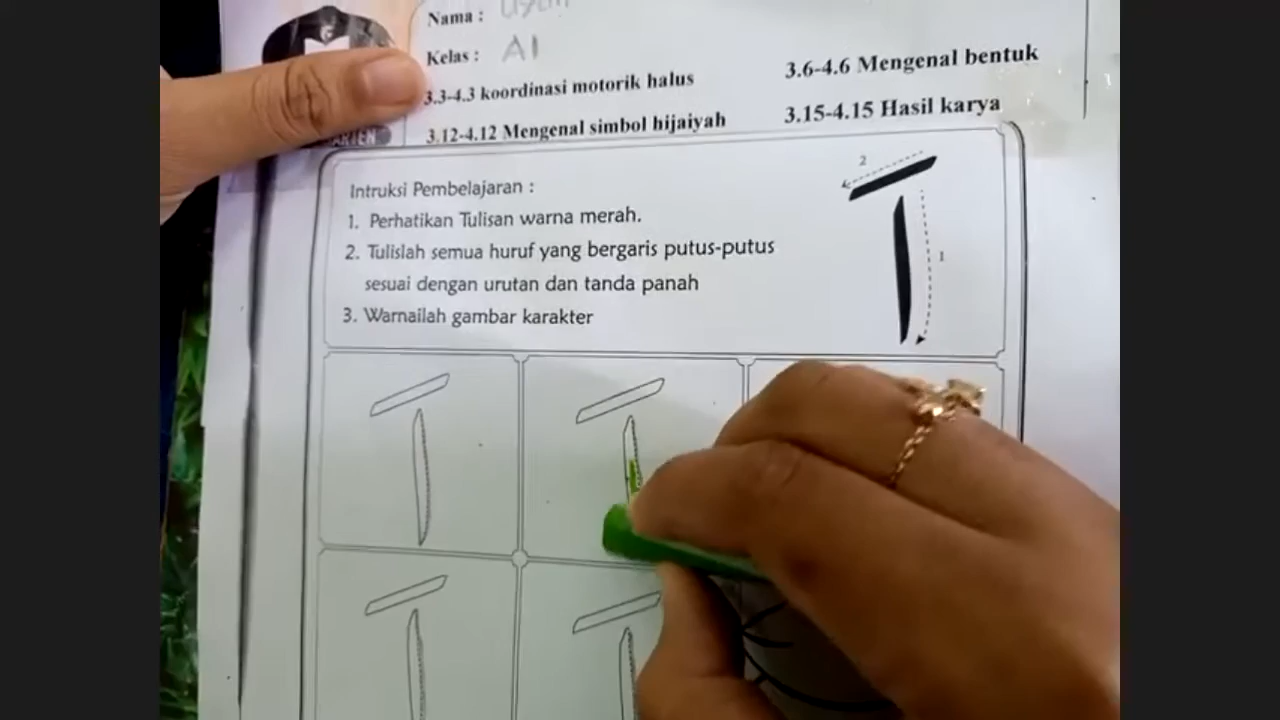 Nama :
Kelas : A1
3.3-4.3 koordinasi motorik halus
3.12-4.12 Mengenal simbol hijaiyah
3.6-4.6 Mengenal bentuk
3.15-4.15 Hasil karya
Intruksi Pembelajaran :
1. Perhatikan Tulisan warna merah.
2. Tulislah semua huruf yang bergaris putus-putus
sesuai dengan urutan dan tanda panah
3. Warnailah gambar karakter
2
1